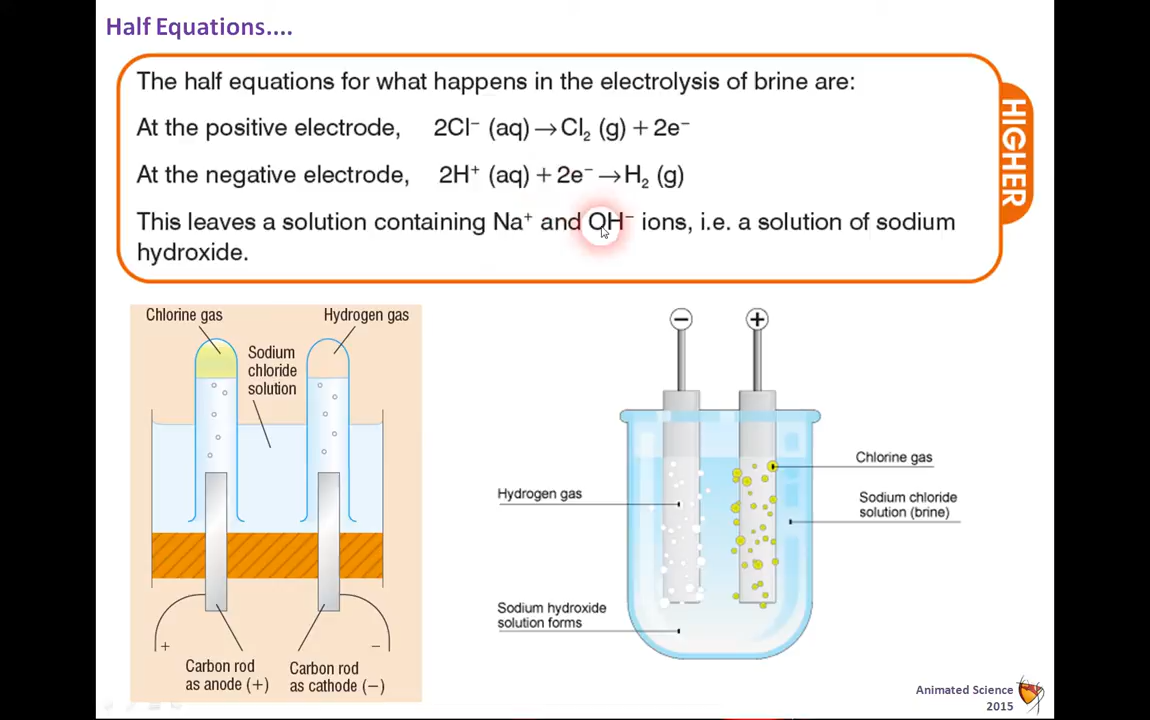 Half Equations....
The half equations for what happens in the electrolysis of brine are:
At the positive electrode, 2Cl⁻ (aq) → Cl₂ (g) + 2e⁻
At the negative electrode, 2H⁺ (aq) + 2e⁻ → H₂ (g)
This leaves a solution containing Na⁺ and OH⁻ ions, i.e. a solution of sodium
hydroxide.
HIGHER
Chlorine gas
Hydrogen gas
Sodium
chloride
solution
+
−
Carbon rod
as anode (+)
Carbon rod
as cathode (−)
−
+
Hydrogen gas
Chlorine gas
Sodium chloride
solution (brine)
Sodium hydroxide
solution forms
Animated Science
2015